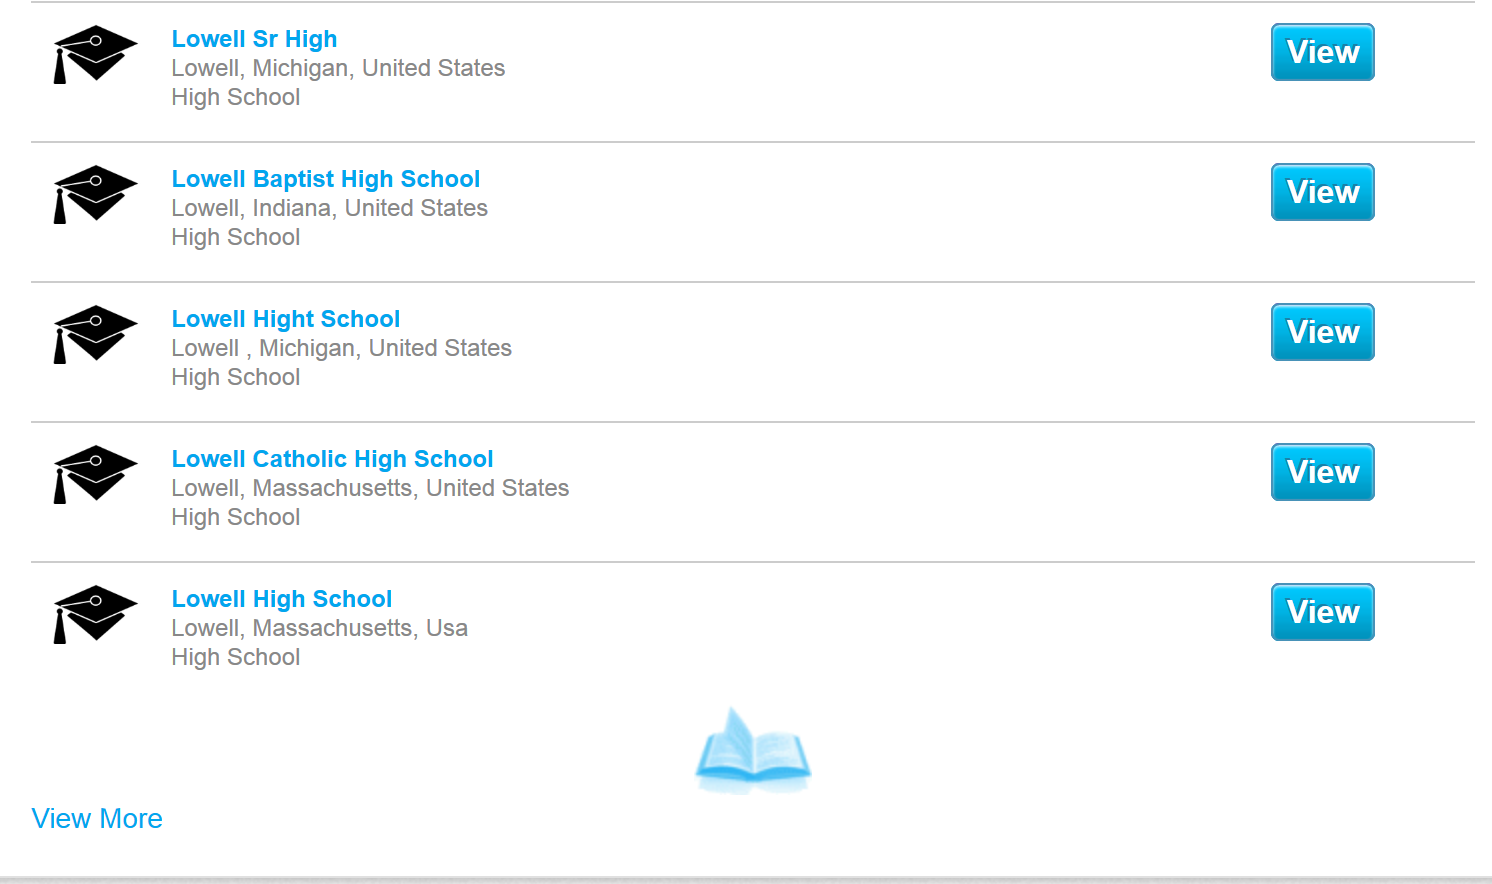 Lowell Sr High
Lowell, Michigan, United States
High School
View
Lowell Baptist High School
Lowell, Indiana, United States
High School
View
Lowell Hight School
Lowell , Michigan, United States
High School
View
Lowell Catholic High School
Lowell, Massachusetts, United States
High School
View
Lowell High School
Lowell, Massachusetts, Usa
High School
View
View More